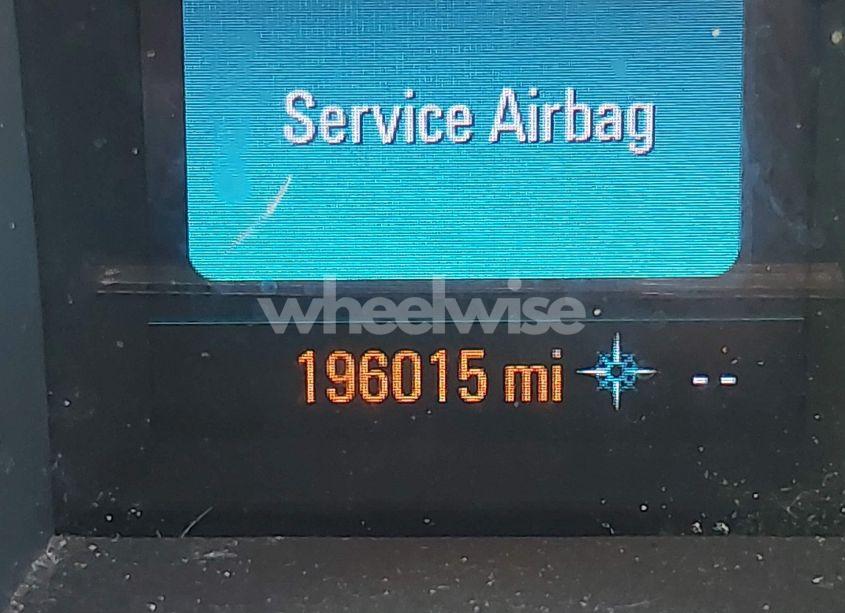 Service Airbag
wheelwise
196015 mi --